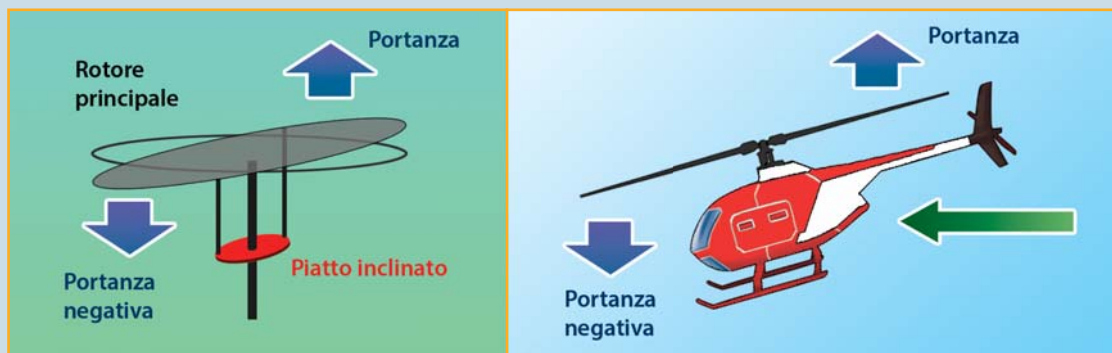 Portanza
Rotore
principale
Portanza
negativa
Piatto inclinato
Portanza
Portanza
negativa